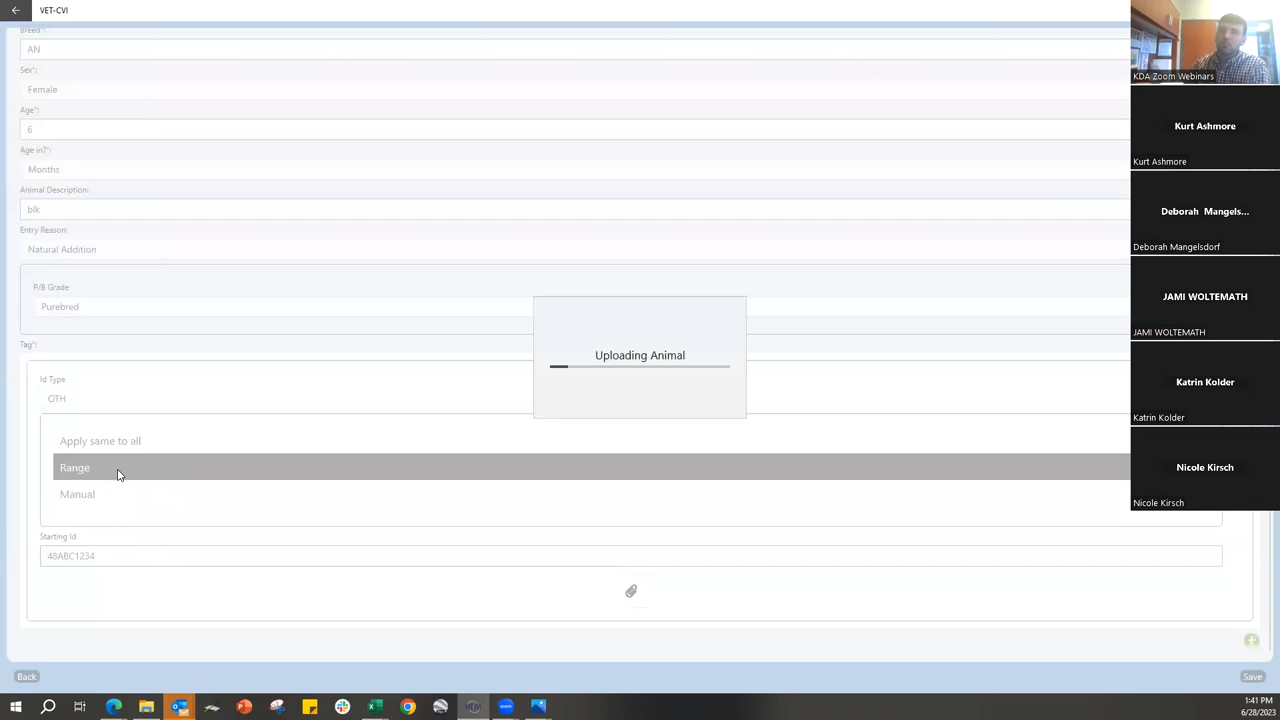 VET-CVI
Breed*:
AN
Sex*:
Female
Age*:
6
Age in?*:
Months
Animal Description:
blk
Entry Reason:
Natural Addition
P/B Grade:
Purebred
Tag*:
Id Type
OTH
Apply same to all
Range
Manual
Starting Id
48ABC1234
Uploading Animal
Back
Save
KDA Zoom Webinars
Kurt Ashmore
Kurt Ashmore
Deborah Mangels...
Deborah Mangelsdorf
JAMI WOLTEMATH
JAMI WOLTEMATH
Katrin Kolder
Katrin Kolder
Nicole Kirsch
Nicole Kirsch
1:41 PM
6/28/2023